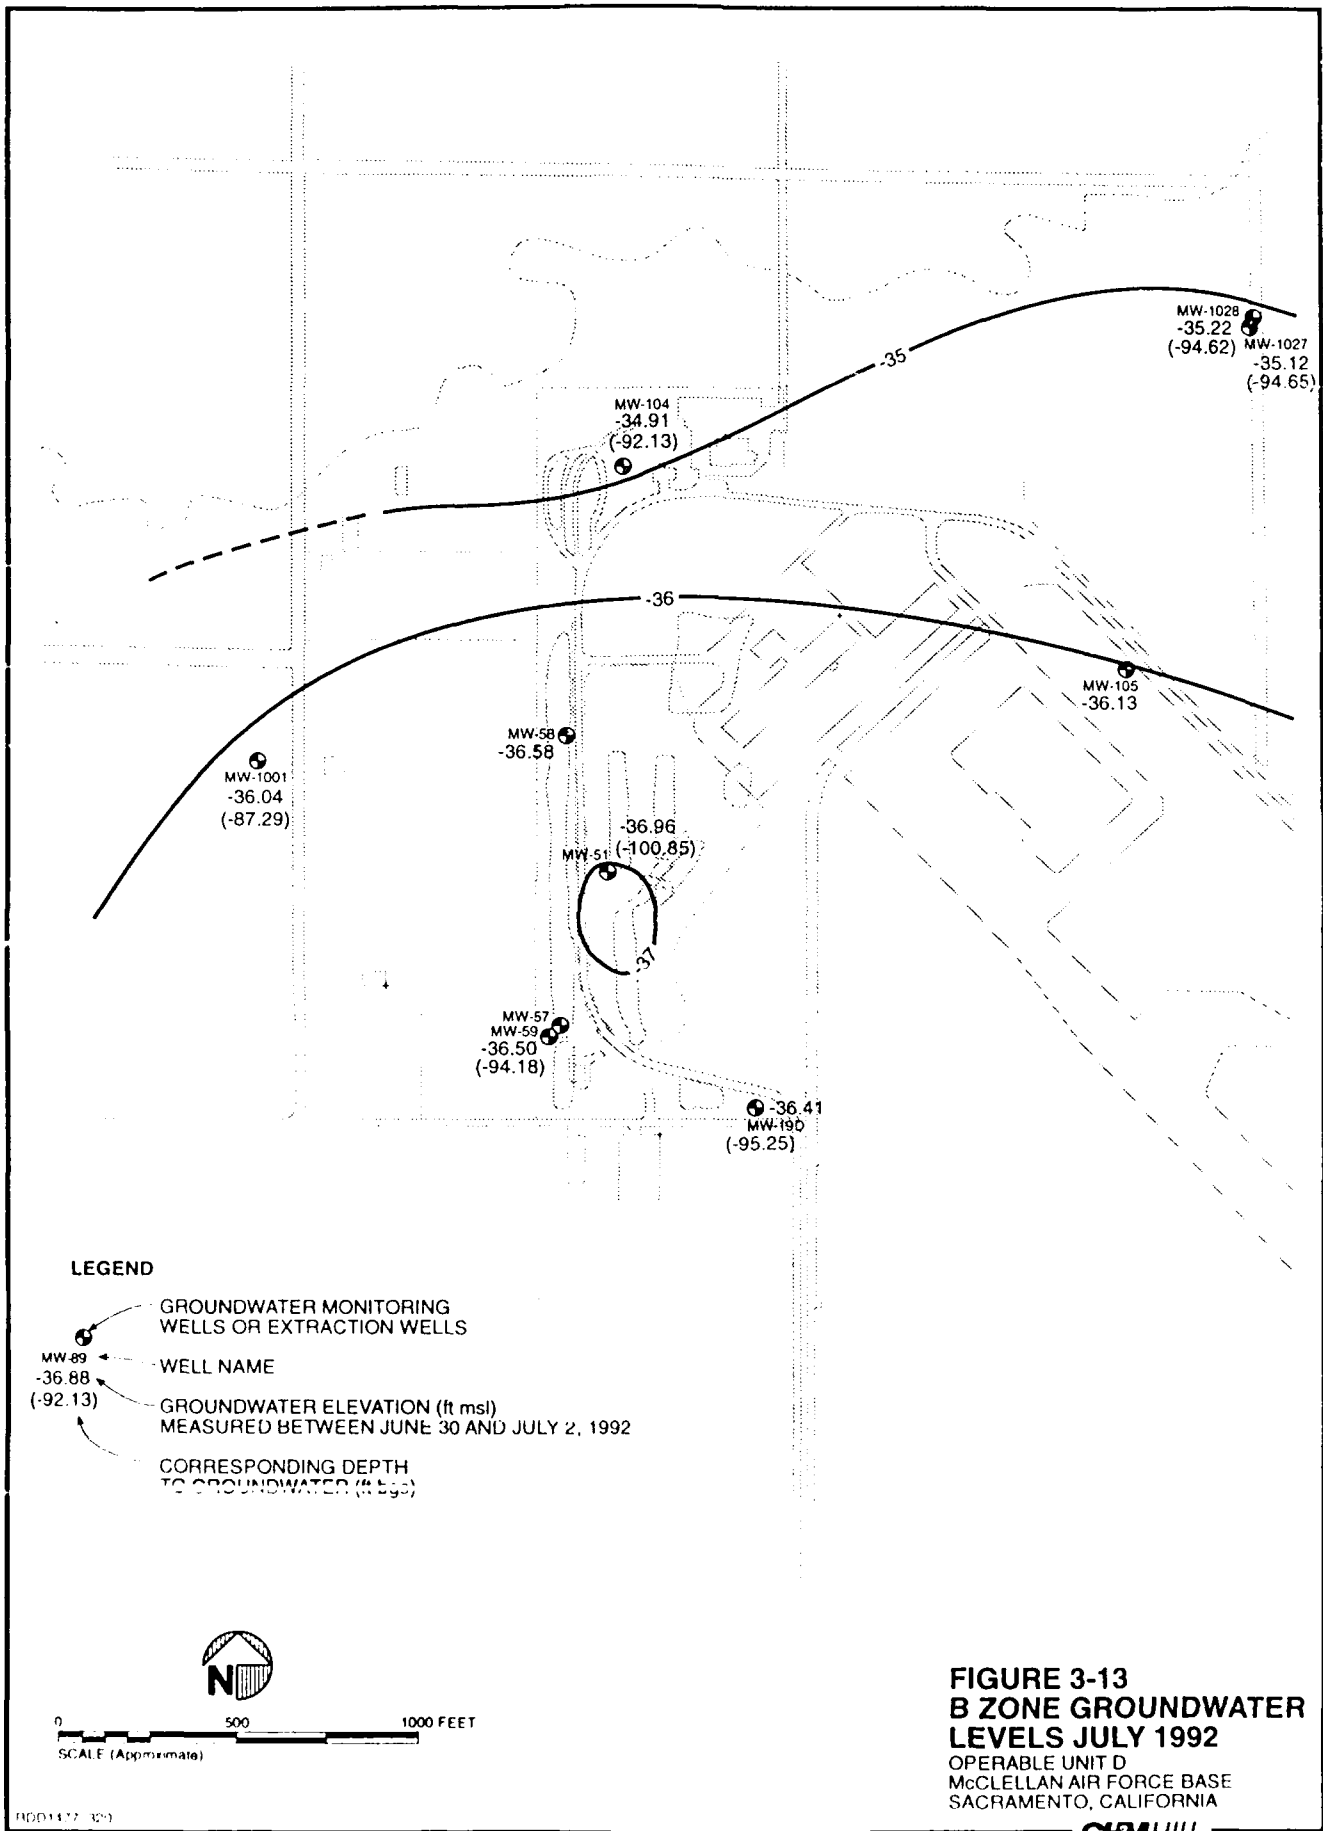 MW-1028
-35.22
(-94.62)
MW-1027
-35.12
(-94.65)
-35
MW-104
-34.91
(-92.13)
-36
MW-105
-36.13
MW-58
-36.58
MW-1001
-36.04
(-87.29)
-36.96
(-100.85)
MW-51
-37
MW-57
MW-59
-36.50
(-94.18)
-36.41
MW-19D
(-95.25)
LEGEND
GROUNDWATER MONITORING
WELLS OR EXTRACTION WELLS
MW-89
WELL NAME
-36.88
(-92.13)
GROUNDWATER ELEVATION (ft msl)
MEASURED BETWEEN JUNE 30 AND JULY 2, 1992
CORRESPONDING DEPTH
TO GROUNDWATER (ft bgs)
N
0 500 1000 FEET
SCALE (Approximate)
FIGURE 3-13
B ZONE GROUNDWATER
LEVELS JULY 1992
OPERABLE UNIT D
McCLELLAN AIR FORCE BASE
SACRAMENTO, CALIFORNIA